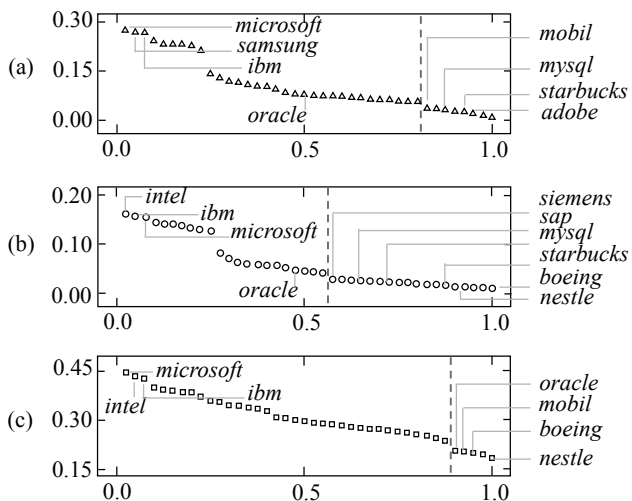 (a)
0.30
0.15
0.00
microsoft
samsung
ibm
oracle
mobil
mysql
starbucks
adobe
0.0
0.5
1.0
(b)
0.20
0.10
0.00
intel
ibm
microsoft
oracle
siemens
sap
mysql
starbucks
boeing
nestle
0.0
0.5
1.0
(c)
0.45
0.30
0.15
microsoft
intel
ibm
oracle
mobil
boeing
nestle
0.0
0.5
1.0